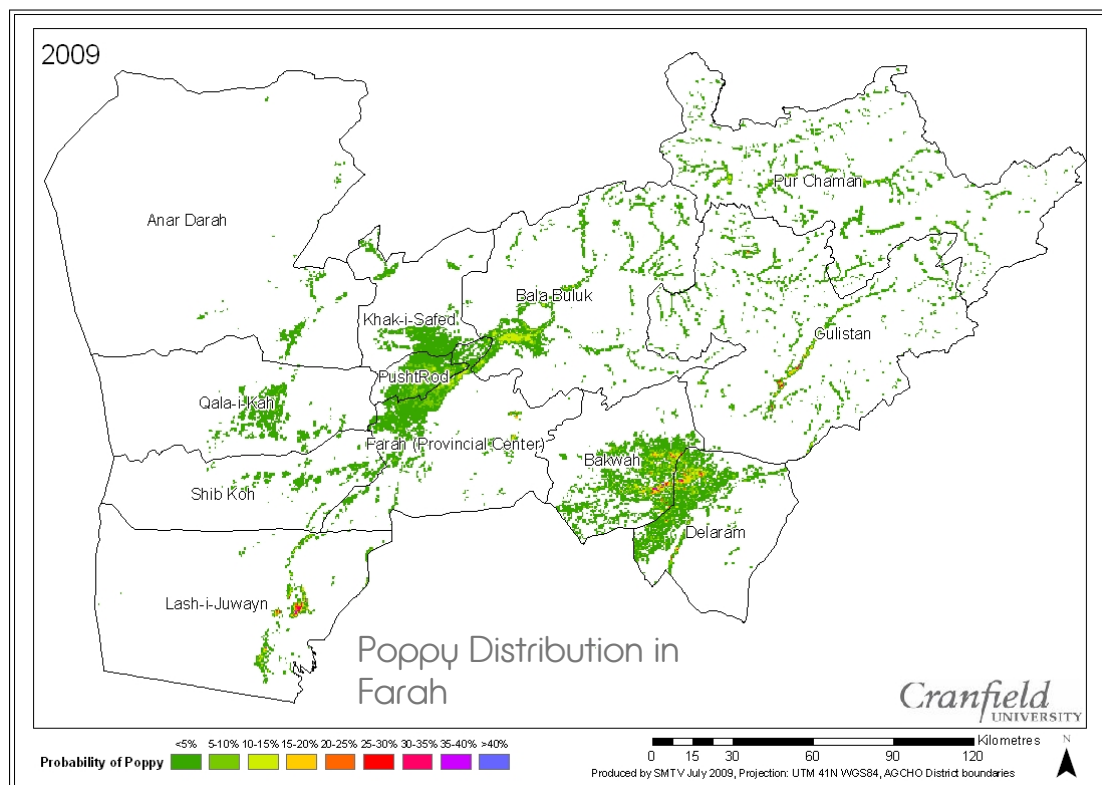 2009
Pur Chaman
Anar Darah
Bala Buluk
Khak-i-Safed
Gulistan
PushtRod
Qala-i-Kah
Farah (Provincial Center)
Bakwah
Shib Koh
Delaram
Lash-i-Juwayn
Poppy Distribution in
Farah
Cranfield
UNIVERSITY
<5% 5-10% 10-15% 15-20% 20-25% 25-30% 30-35% 35-40% >40%
Probability of Poppy
Kilometres
0 15 30 60 90 120
N
Produced by SMTV July 2009, Projection: UTM 41N WGS84, AGCHO District boundaries